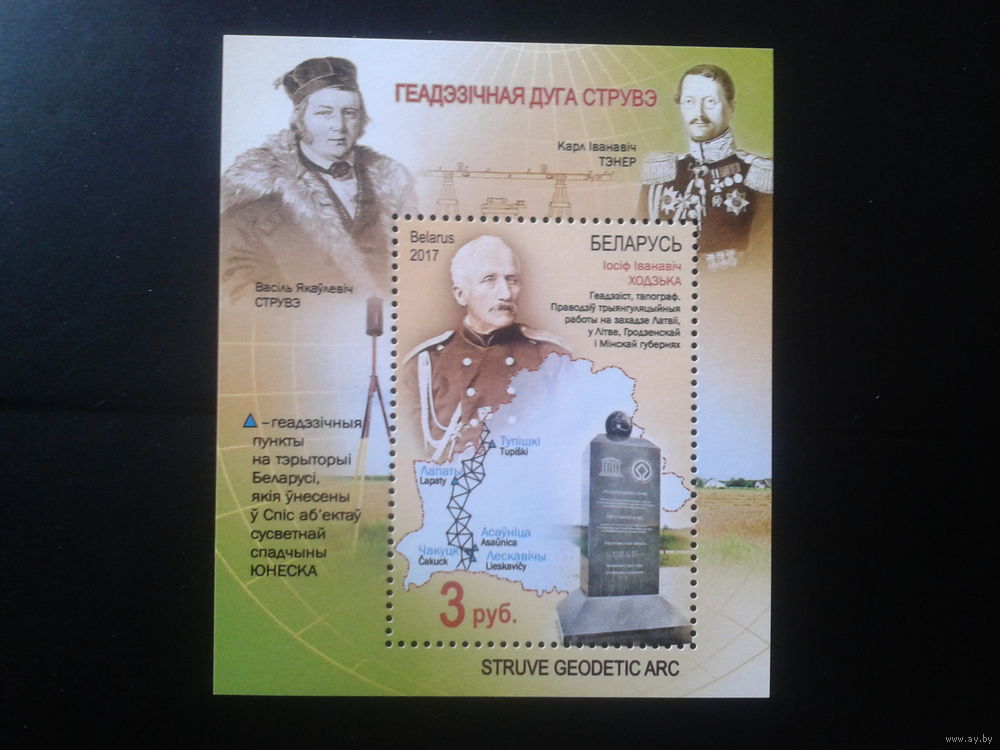 ГЕАДЭЗІЧНАЯ ДУГА СТРУВЭ
Карл Іванавіч
ТЭНЕР
Васіль Якаўлевіч
СТРУВЭ
Belarus
2017
БЕЛАРУСЬ
Іосіф Іванавіч
ХОДЗЬКА
Геадэзіст, тапограф.
Праводзіў трыянгуляцыйныя
работы на захадзе Латвіі,
у Літве, Гродзенскай
і Мінскай губернях
– геадэзічныя
пункты
на тэрыторыі
Беларусі,
якія ўнесены
ў Спіс аб'ектаў
сусветнай
спадчыны
ЮНЕСКА
Тупішкі
Tupiški
Лапаты
Lapaty
Асаўніца
Asaŭnica
Чакуцк
Čakuck
Лескавічы
Lieskavičy
3 руб.
STRUVE GEODETIC ARC
www.ay.by